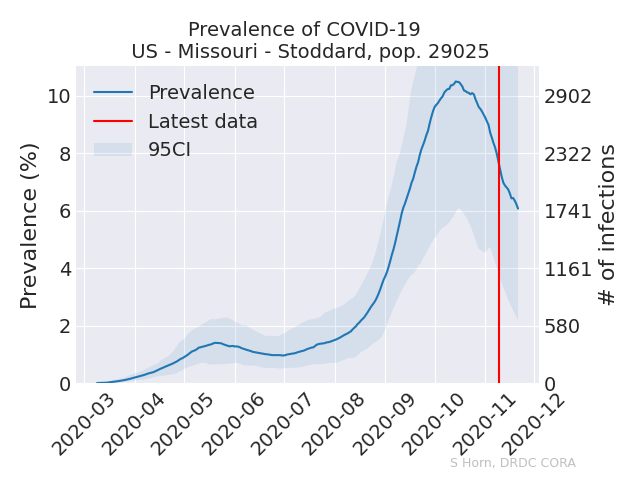 Prevalence of COVID-19
US - Missouri - Stoddard, pop. 29025
Prevalence
Latest data
95CI
Prevalence (%)
10
8
6
4
2
0
2902
2322
1741
1161
580
0
# of infections
2020-03
2020-04
2020-05
2020-06
2020-07
2020-08
2020-09
2020-10
2020-11
2020-12
S Horn, DRDC CORA